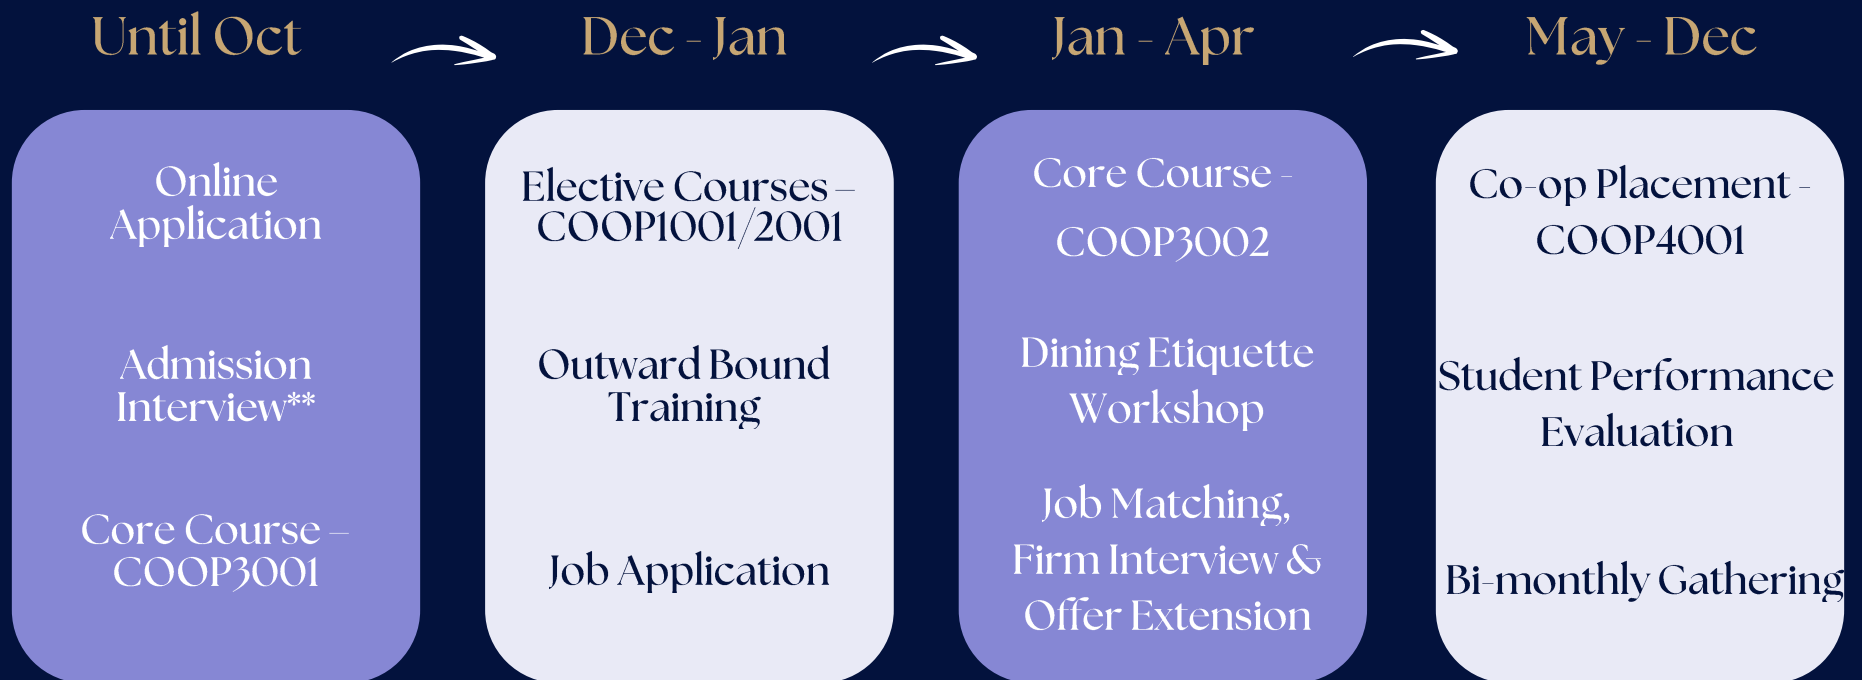 Until Oct
Dec - Jan
Jan - Apr
May - Dec
Online
Application
Admission
Interview**
Core Course –
COOP3001
Elective Courses –
COOP1001/2001
Outward Bound
Training
Job Application
Core Course -
COOP3002
Dining Etiquette
Workshop
Job Matching,
Firm Interview &
Offer Extension
Co-op Placement -
COOP4001
Student Performance
Evaluation
Bi-monthly Gathering